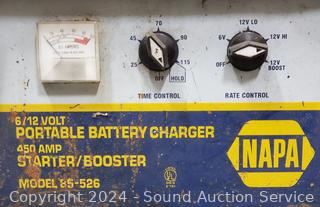 70
45
90
25
115
OFF
HOLD
TIME CONTROL
12V LO
6V
12V HI
OFF
12V
BOOST
RATE CONTROL
DC AMPERES
6/12 VOLT
PORTABLE BATTERY CHARGER
450 AMP
STARTER/BOOSTER
MODEL 85-526
UL
NAPA
Copyright 2024 - Sound Auction Service